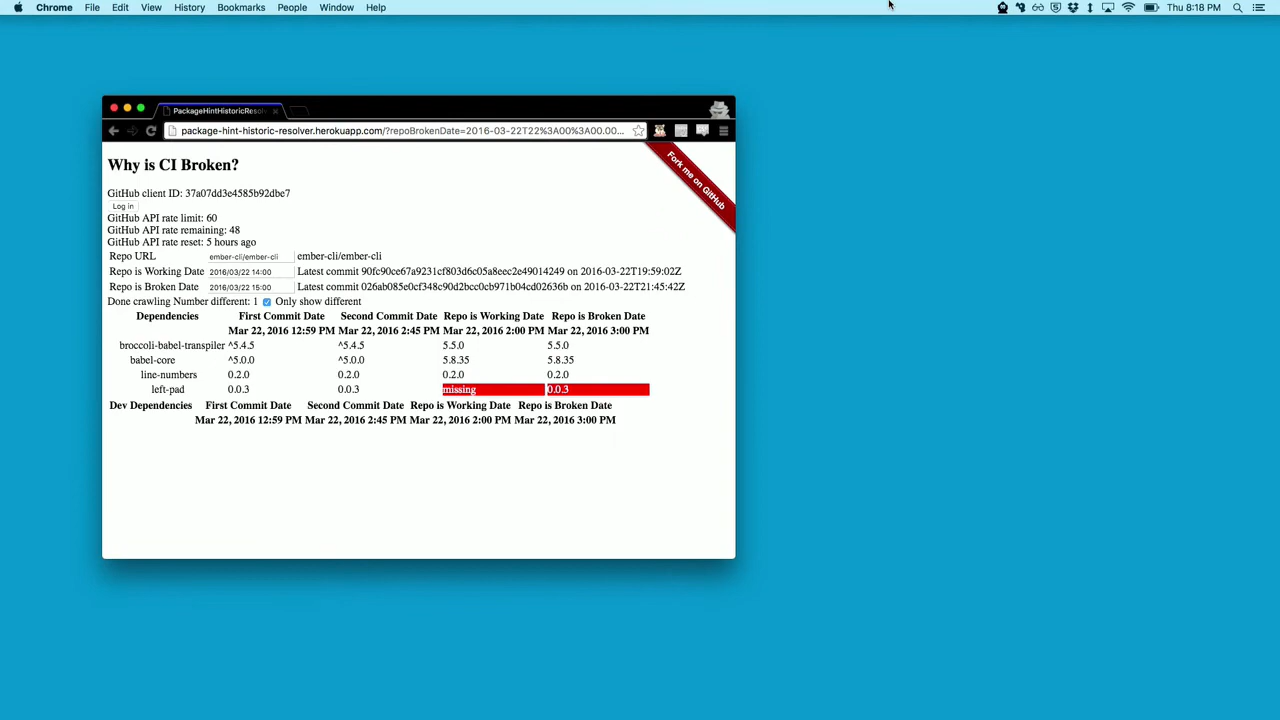 Chrome File Edit View History Bookmarks People Window Help Thu 8:18 PM
PackageHintHistoricReso
package-hint-historic-resolver.herokuapp.com/?repoBrokenDate=2016-03-22T22%3A00%3A00.00...
Fork me on GitHub
Why is CI Broken?
GitHub client ID: 37a07dd3e4585b92dbe7
Log in
GitHub API rate limit: 60
GitHub API rate remaining: 48
GitHub API rate reset: 5 hours ago
Repo URL ember-cli/ember-cli ember-cli/ember-cli
Repo is Working Date 2016/03/22 14:00 Latest commit 90fc90ce67a9231cf803d6c05a8eec2e49014249 on 2016-03-22T19:59:02Z
Repo is Broken Date 2016/03/22 15:00 Latest commit 026ab085e0cf348c90d2bcc0cb971b04cd02636b on 2016-03-22T21:45:42Z
Done crawling Number different: 1 Only show different
Dependencies First Commit Date Second Commit Date Repo is Working Date Repo is Broken Date
Mar 22, 2016 12:59 PM Mar 22, 2016 2:45 PM Mar 22, 2016 2:00 PM Mar 22, 2016 3:00 PM
broccoli-babel-transpiler ^5.4.5 ^5.4.5 5.5.0 5.5.0
babel-core ^5.0.0 ^5.0.0 5.8.35 5.8.35
line-numbers 0.2.0 0.2.0 0.2.0 0.2.0
left-pad 0.0.3 0.0.3 missing 0.0.3
Dev Dependencies First Commit Date Second Commit Date Repo is Working Date Repo is Broken Date
Mar 22, 2016 12:59 PM Mar 22, 2016 2:45 PM Mar 22, 2016 2:00 PM Mar 22, 2016 3:00 PM